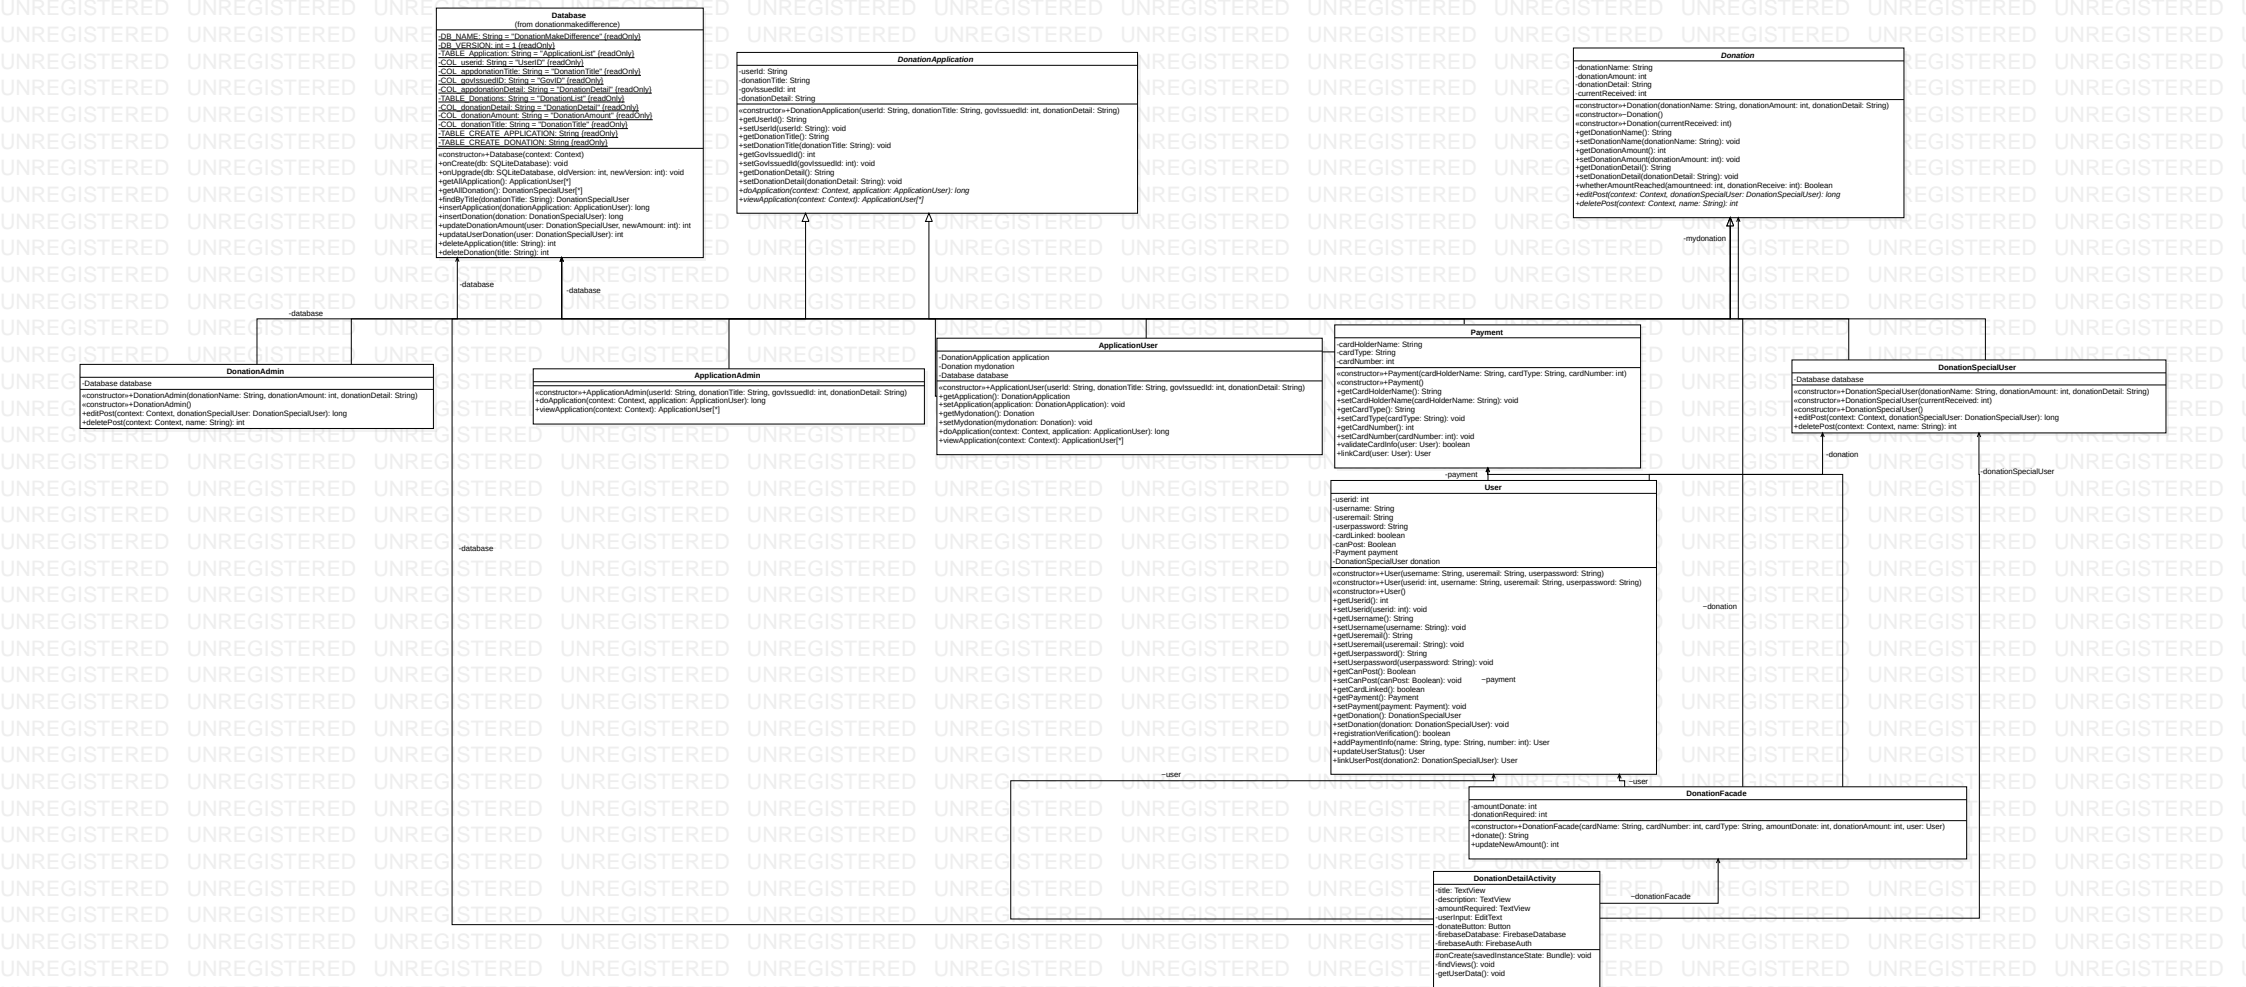 Database
(from donationmakedifference)
-DB_NAME: String = "DonationMakeDifference" {readOnly}
-DB_VERSION: int = 1 {readOnly}
-TABLE_Application: String = "ApplicationList" {readOnly}
-COL_userid: String = "UserID" {readOnly}
-COL_appdonationTitle: String = "DonationTitle" {readOnly}
-COL_govIssuedID: String = "GovID" {readOnly}
-COL_appdonationDetail: String = "DonationDetail" {readOnly}
-TABLE_Donations: String = "DonationList" {readOnly}
-COL_donationDetail: String = "DonationDetail" {readOnly}
-COL_donationAmount: String = "DonationAmount" {readOnly}
-COL_donationTitle: String = "DonationTitle" {readOnly}
-TABLE_CREATE_APPLICATION: String {readOnly}
-TABLE_CREATE_DONATION: String {readOnly}
«constructor»+Database(context: Context)
+onCreate(db: SQLiteDatabase): void
+onUpgrade(db: SQLiteDatabase, oldVersion: int, newVersion: int): void
+getAllApplication(): ApplicationUser[*]
+getAllDonation(): DonationSpecialUser[*]
+findByTitle(donationTitle: String): DonationSpecialUser
+insertApplication(donationApplication: ApplicationUser): long
+insertDonation(donation: DonationSpecialUser): long
+updateDonationAmount(user: DonationSpecialUser, newAmount: int): int
+updataUserDonation(user: DonationSpecialUser): int
+deleteApplication(title: String): int
+deleteDonation(title: String): int
DonationApplication
-userId: String
-donationTitle: String
-govIssuedId: int
-donationDetail: String
«constructor»+DonationApplication(userId: String, donationTitle: String, govIssuedId: int, donationDetail: String)
+getUserId(): String
+setUserId(userId: String): void
+getDonationTitle(): String
+setDonationTitle(donationTitle: String): void
+getGovIssuedId(): int
+setGovIssuedId(govIssuedId: int): void
+getDonationDetail(): String
+setDonationDetail(donationDetail: String): void
+doApplication(context: Context, application: ApplicationUser): long
+viewApplication(context: Context): ApplicationUser[*]
Donation
-donationName: String
-donationAmount: int
-donationDetail: String
-currentReceived: int
«constructor»+Donation(donationName: String, donationAmount: int, donationDetail: String)
«constructor»~Donation()
«constructor»+Donation(currentReceived: int)
+getDonationName(): String
+setDonationName(donationName: String): void
+getDonationAmount(): int
+setDonationAmount(donationAmount: int): void
+getDonationDetail(): String
+setDonationDetail(donationDetail: String): void
+whetherAmountReached(amountneed: int, donationReceive: int): Boolean
+editPost(context: Context, donationSpecialUser: DonationSpecialUser): long
+deletePost(context: Context, name: String): int
-mydonation
-database
-database
-database
DonationAdmin
-Database database
«constructor»+DonationAdmin(donationName: String, donationAmount: int, donationDetail: String)
«constructor»+DonationAdmin()
+editPost(context: Context, donationSpecialUser: DonationSpecialUser): long
+deletePost(context: Context, name: String): int
ApplicationAdmin
«constructor»+ApplicationAdmin(userId: String, donationTitle: String, govIssuedId: int, donationDetail: String)
+doApplication(context: Context, application: ApplicationUser): long
+viewApplication(context: Context): ApplicationUser[*]
ApplicationUser
-DonationApplication application
-Donation mydonation
-Database database
«constructor»+ApplicationUser(userId: String, donationTitle: String, govIssuedId: int, donationDetail: String)
+getApplication(): DonationApplication
+setApplication(application: DonationApplication): void
+getMydonation(): Donation
+setMydonation(mydonation: Donation): void
+doApplication(context: Context, application: ApplicationUser): long
+viewApplication(context: Context): ApplicationUser[*]
Payment
-cardHolderName: String
-cardType: String
-cardNumber: int
«constructor»+Payment(cardHolderName: String, cardType: String, cardNumber: int)
«constructor»+Payment()
+getCardHolderName(): String
+setCardHolderName(cardHolderName: String): void
+getCardType(): String
+setCardType(cardType: String): void
+getCardNumber(): int
+setCardNumber(cardNumber: int): void
+validateCardInfo(user: User): boolean
+linkCard(user: User): User
DonationSpecialUser
-Database database
«constructor»+DonationSpecialUser(donationName: String, donationAmount: int, donationDetail: String)
«constructor»+DonationSpecialUser(currentReceived: int)
«constructor»+DonationSpecialUser()
+editPost(context: Context, donationSpecialUser: DonationSpecialUser): long
+deletePost(context: Context, name: String): int
-donation
-donationSpecialUser
-payment
User
-userid: int
-username: String
-useremail: String
-userpassword: String
-cardLinked: boolean
-canPost: Boolean
-Payment payment
-DonationSpecialUser donation
«constructor»+User(username: String, useremail: String, userpassword: String)
«constructor»+User(userid: int, username: String, useremail: String, userpassword: String)
«constructor»+User()
+getUserid(): int
+setUserid(userid: int): void
+getUsername(): String
+setUsername(username: String): void
+getUseremail(): String
+setUseremail(useremail: String): void
+getUserpassword(): String
+setUserpassword(userpassword: String): void
+getCanPost(): Boolean
+setCanPost(canPost: Boolean): void
~payment
+getCardLinked(): boolean
+getPayment(): Payment
+setPayment(payment: Payment): void
+getDonation(): DonationSpecialUser
+setDonation(donation: DonationSpecialUser): void
+registrationVerification(): boolean
+addPaymentInfo(name: String, type: String, number: int): User
+updateUserStatus(): User
+linkUserPost(donation2: DonationSpecialUser): User
-database
~donation
~user
~user
DonationFacade
-amountDonate: int
-donationRequired: int
«constructor»+DonationFacade(cardName: String, cardNumber: int, cardType: String, amountDonate: int, donationAmount: int, user: User)
+donate(): String
+updateNewAmount(): int
DonationDetailActivity
-title: TextView
-description: TextView
-amountRequired: TextView
-userInput: EditText
-donateButton: Button
-firebaseDatabase: FirebaseDatabase
-firebaseAuth: FirebaseAuth
#onCreate(savedInstanceState: Bundle): void
-findViews(): void
-getUserData(): void
~donationFacade
UNREGISTERED